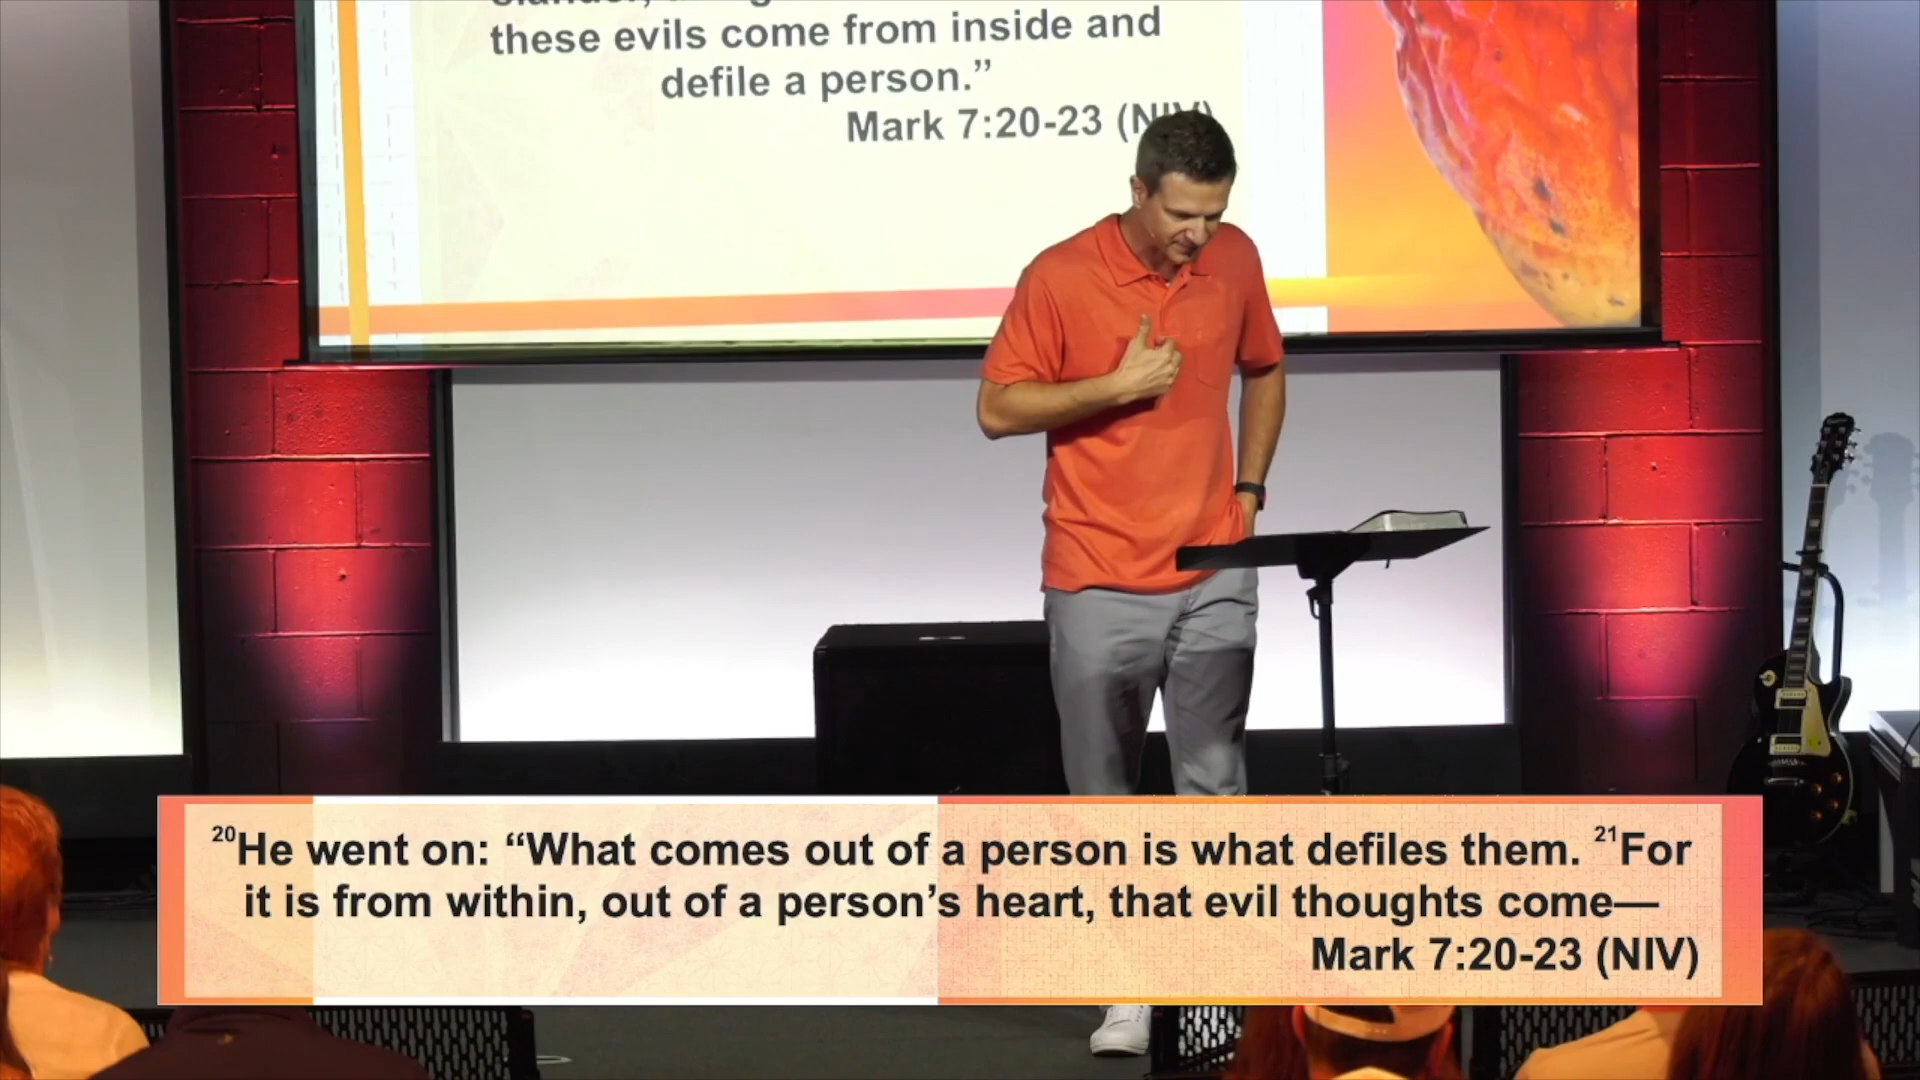 these evils come from inside and
defile a person.”
Mark 7:20-23
20He went on: “What comes out of a person is what defiles them. 21For
it is from within, out of a person’s heart, that evil thoughts come—
Mark 7:20-23 (NIV)